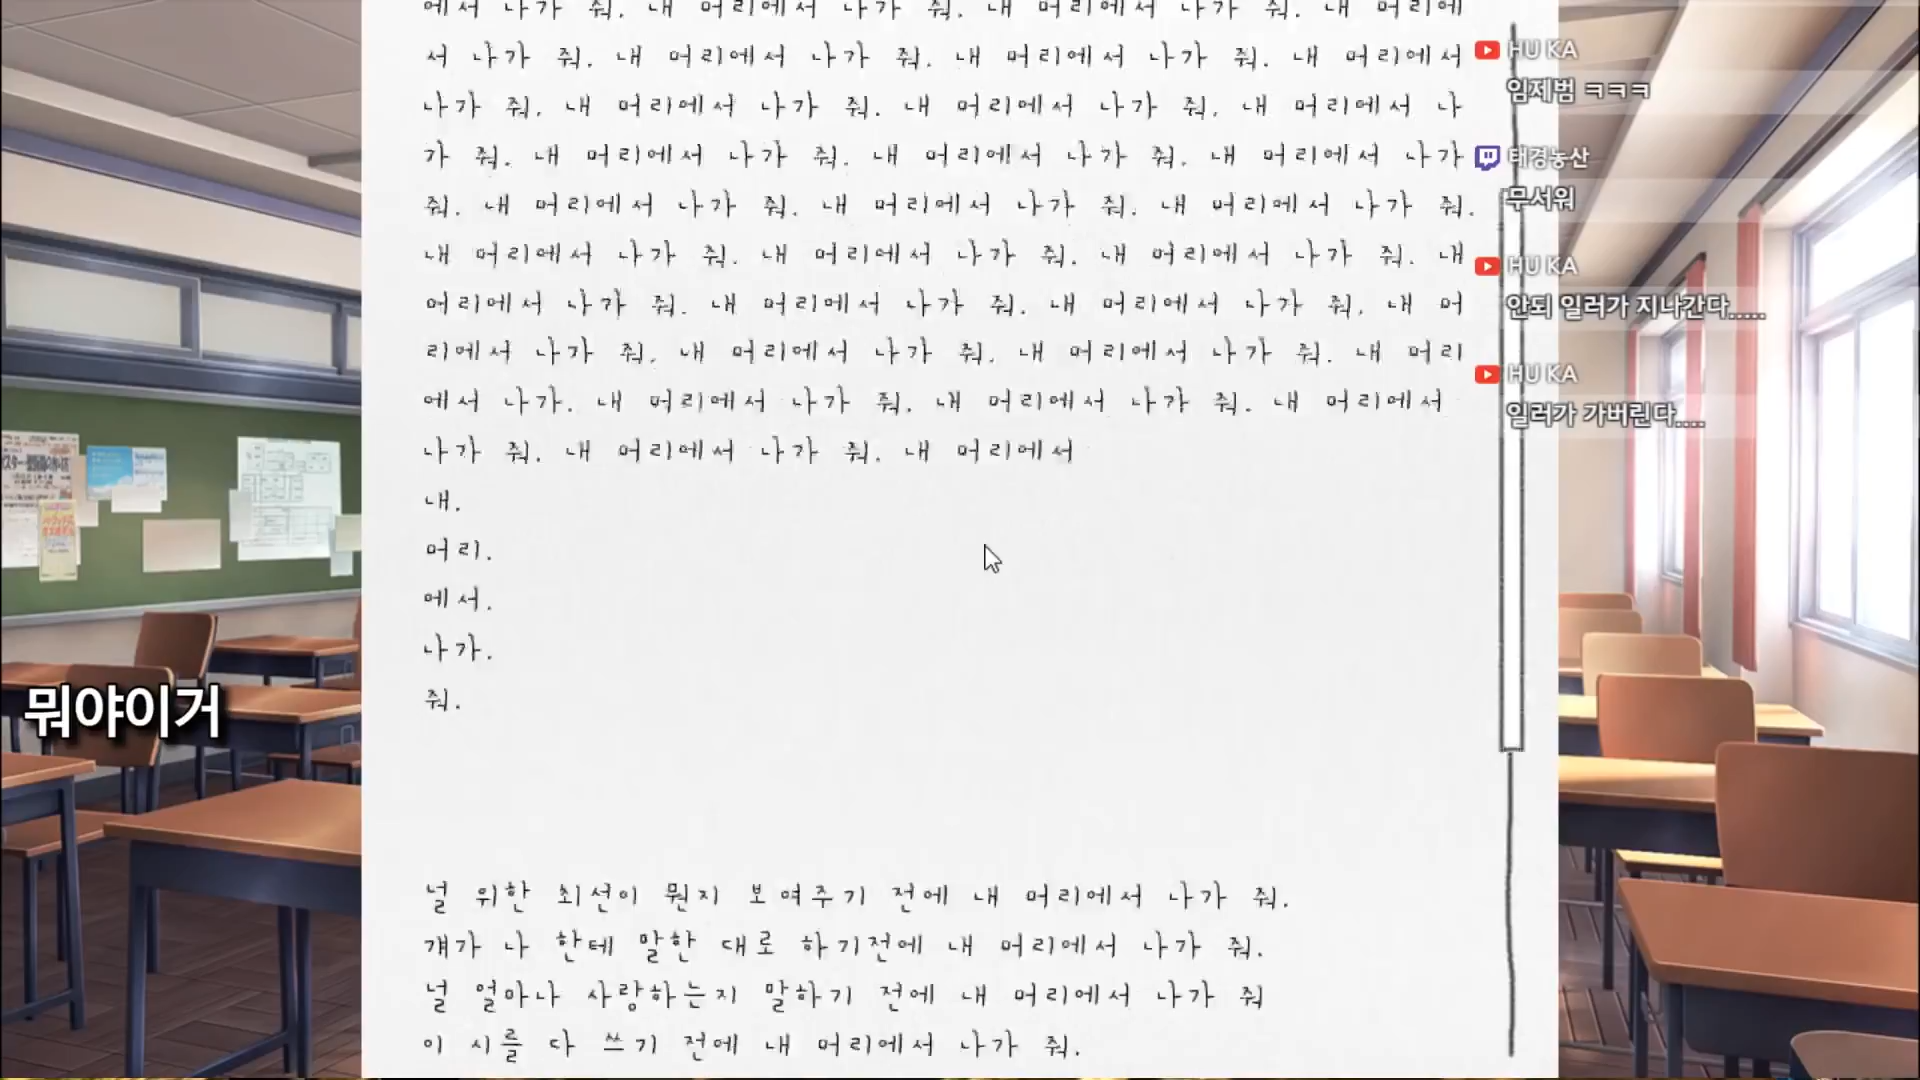 에서 나가 줘. 내 머리에서 나가 줘. 내 머리에서 나가 줘. 내 머리에
서 나가 줘. 내 머리에서 나가 줘. 내 머리에서 나가 줘. 내 머리에서
나가 줘. 내 머리에서 나가 줘. 내 머리에서 나가 줘. 내 머리에서 나
가 줘. 내 머리에서 나가 줘. 내 머리에서 나가 줘. 내 머리에서 나가
줘. 내 머리에서 나가 줘. 내 머리에서 나가 줘. 내 머리에서 나가 줘.
내 머리에서 나가 줘. 내 머리에서 나가 줘. 내 머리에서 나가 줘. 내
머리에서 나가 줘. 내 머리에서 나가 줘. 내 머리에서 나가 줘. 내 머
리에서 나가 줘. 내 머리에서 나가 줘. 내 머리에서 나가 줘. 내 머리
에서 나가. 내 머리에서 나가 줘. 내 머리에서 나가 줘. 내 머리에서
나가 줘. 내 머리에서 나가 줘. 내 머리에서
내.
머리.
에서.
나가.
줘.
널 위한 최선이 뭔지 보여주기 전에 내 머리에서 나가 줘.
걔가 나 한테 말한 대로 하기전에 내 머리에서 나가 줘.
널 얼마나 사랑하는지 말하기 전에 내 머리에서 나가 줘
이 시를 다 쓰기 전에 내 머리에서 나가 줘.
HU KA
임재범 ㅋㅋㅋ
태경농산
무서워
HU KA
안되 일러가 지나간다.....
HU KA
일러가 가버린다....
뭐야이거